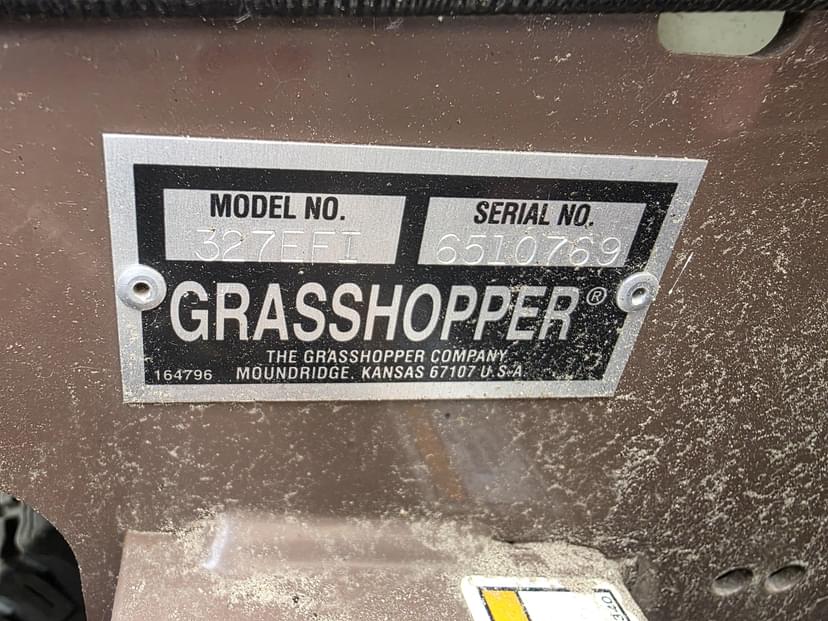 MODEL NO. SERIAL NO.
327EFI 6510769
GRASSHOPPER®
THE GRASSHOPPER COMPANY
164796 MOUNDRIDGE, KANSAS 67107 U.S.A.